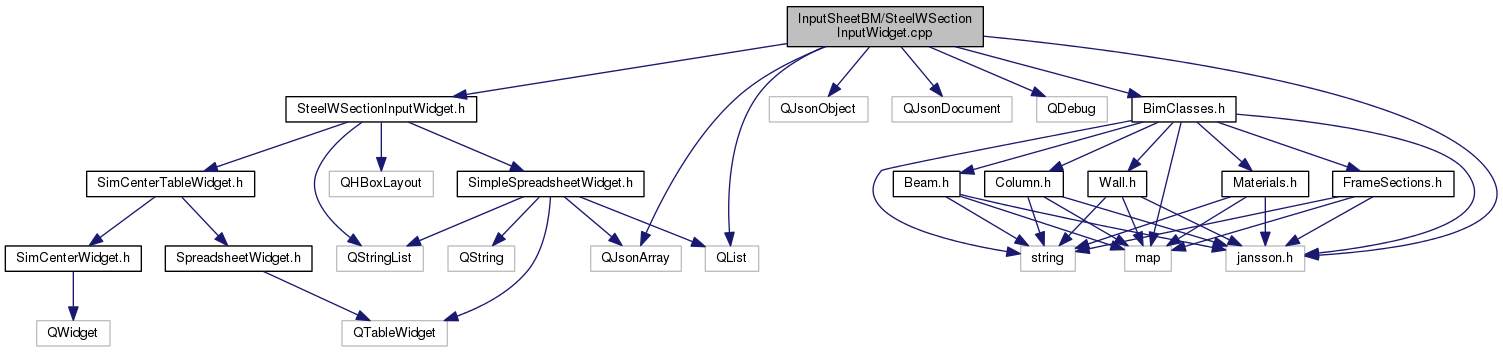 InputSheetBM/SteelWSection
InputWidget.cpp
SteelWSectionInputWidget.h
QJsonObject
QJsonDocument
QDebug
BimClasses.h
SimCenterTableWidget.h
QHBoxLayout
SimpleSpreadsheetWidget.h
Beam.h
Column.h
Wall.h
Materials.h
FrameSections.h
SimCenterWidget.h
SpreadsheetWidget.h
QStringList
QString
QJsonArray
QList
string
map
jansson.h
QWidget
QTableWidget